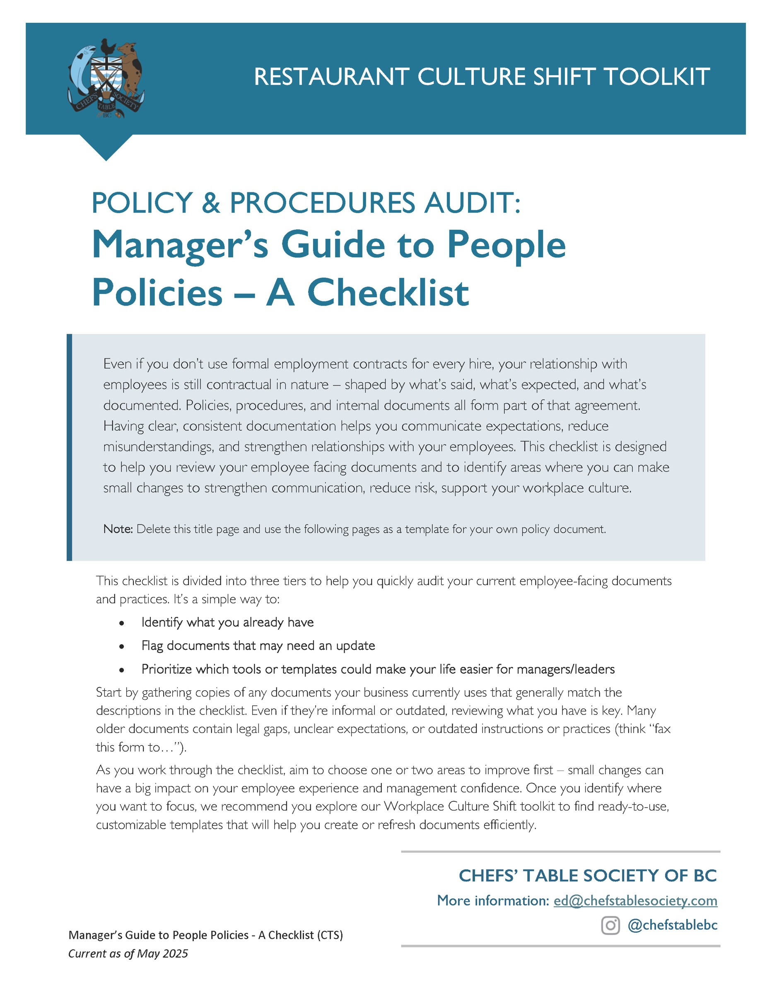 CHEFS' TABLE SOCIETY
BC
RESTAURANT CULTURE SHIFT TOOLKIT
POLICY & PROCEDURES AUDIT:
Manager’s Guide to People
Policies – A Checklist
Even if you don’t use formal employment contracts for every hire, your relationship with
employees is still contractual in nature – shaped by what’s said, what’s expected, and what’s
documented. Policies, procedures, and internal documents all form part of that agreement.
Having clear, consistent documentation helps you communicate expectations, reduce
misunderstandings, and strengthen relationships with your employees. This checklist is designed
to help you review your employee facing documents and to identify areas where you can make
small changes to strengthen communication, reduce risk, support your workplace culture.
Note: Delete this title page and use the following pages as a template for your own policy document.
This checklist is divided into three tiers to help you quickly audit your current employee-facing documents
and practices. It’s a simple way to:
• Identify what you already have
• Flag documents that may need an update
• Prioritize which tools or templates could make your life easier for managers/leaders
Start by gathering copies of any documents your business currently uses that generally match the
descriptions in the checklist. Even if they’re informal or outdated, reviewing what you have is key. Many
older documents contain legal gaps, unclear expectations, or outdated instructions or practices (think “fax
this form to…”).
As you work through the checklist, aim to choose one or two areas to improve first – small changes can
have a big impact on your employee experience and management confidence. Once you identify where
you want to focus, we recommend you explore our Workplace Culture Shift toolkit to find ready-to-use,
customizable templates that will help you create or refresh documents efficiently.
CHEFS’ TABLE SOCIETY OF BC
More information: ed@chefstablesociety.com
@chefstablebc
Manager’s Guide to People Policies - A Checklist (CTS)
Current as of May 2025